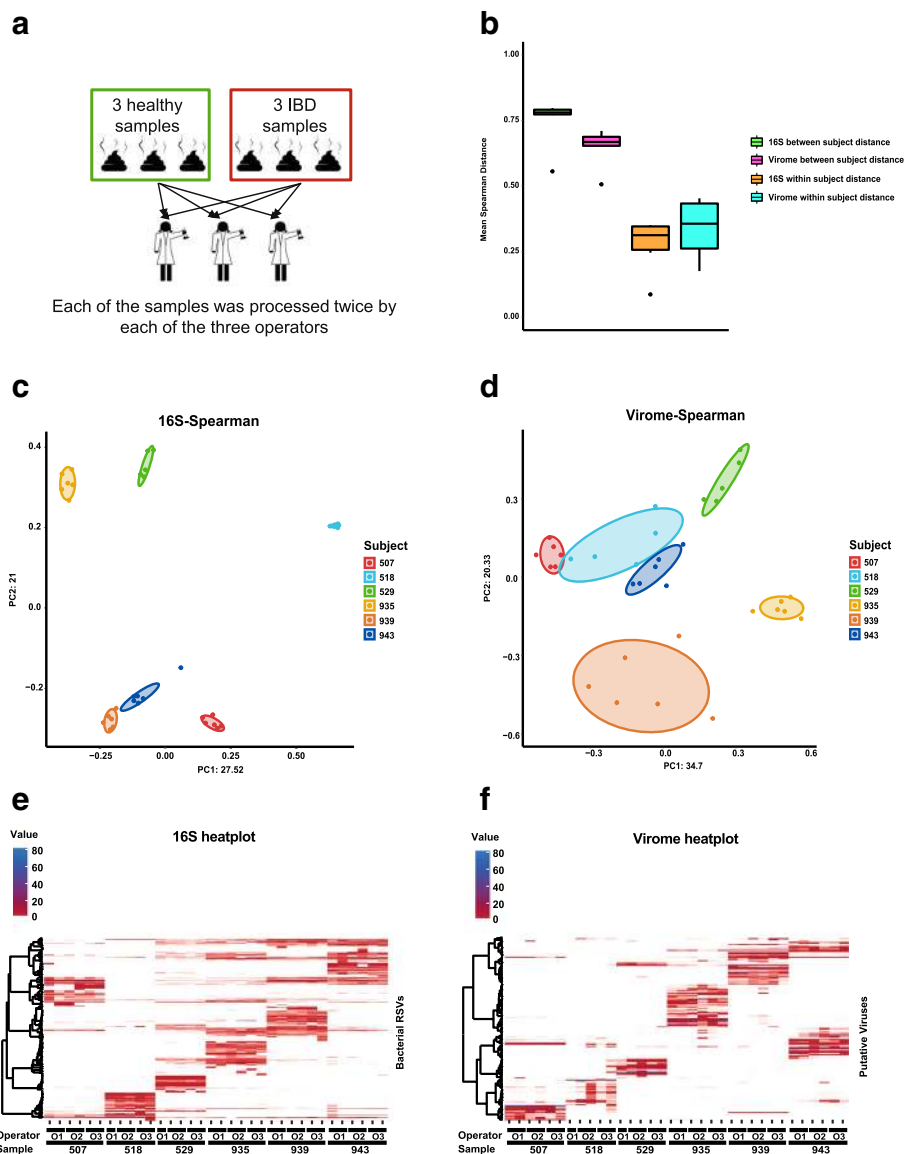 a
3 healthy
samples
3 IBD
samples
Each of the samples was processed twice by
each of the three operators
b
Mean Spearman Distance
1.00
0.75
0.50
0.25
0.00
16S between subject distance
Virome between subject distance
16S within subject distance
Virome within subject distance
c
16S-Spearman
PC2: 21
0.4
0.2
0.0
−0.2
−0.25
0.00
0.25
0.50
PC1: 27.52
Subject
507
518
529
935
939
943
d
Virome-Spearman
PC2: 20.33
0.3
0.0
−0.3
−0.6
−0.3
0.0
0.3
0.6
PC1: 34.7
Subject
507
518
529
935
939
943
e
16S heatplot
Value
80
60
40
20
0
Bacterial RSVs
Operator O1 O2 O3 O1 O2 O3 O1 O2 O3 O1 O2 O3 O1 O2 O3 O1 O2 O3
Sample 507 518 529 935 939 943
f
Virome heatplot
Value
80
60
40
20
0
Putative Viruses
Operator O1 O2 O3 O1 O2 O3 O1 O2 O3 O1 O2 O3 O1 O2 O3 O1 O2 O3
Sample 507 518 529 935 939 943